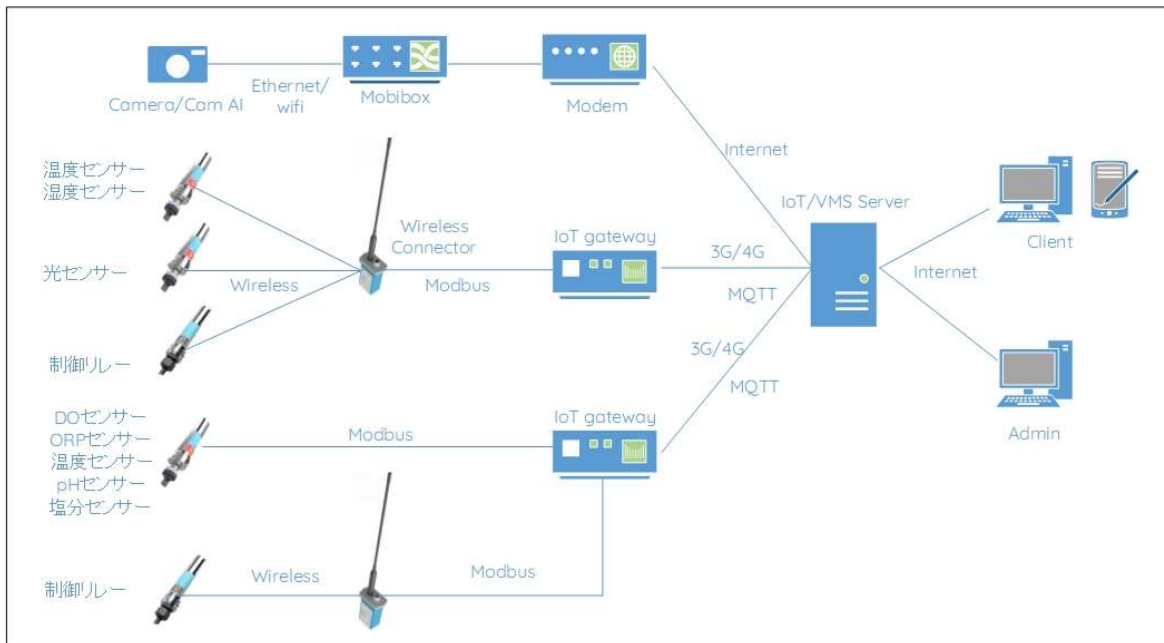 Camera/Cam AI
Ethernet/
wifi
Mobibox
Modem
Internet
温度センサー
湿度センサー
光センサー
制御リレー
Wireless
Wireless
Connector
Modbus
IoT gateway
3G/4G
MQTT
IoT/VMS Server
Client
Internet
Admin
DOセンサー
ORPセンサー
温度センサー
pHセンサー
塩分センサー
Modbus
IoT gateway
3G/4G
MQTT
制御リレー
Wireless
Modbus